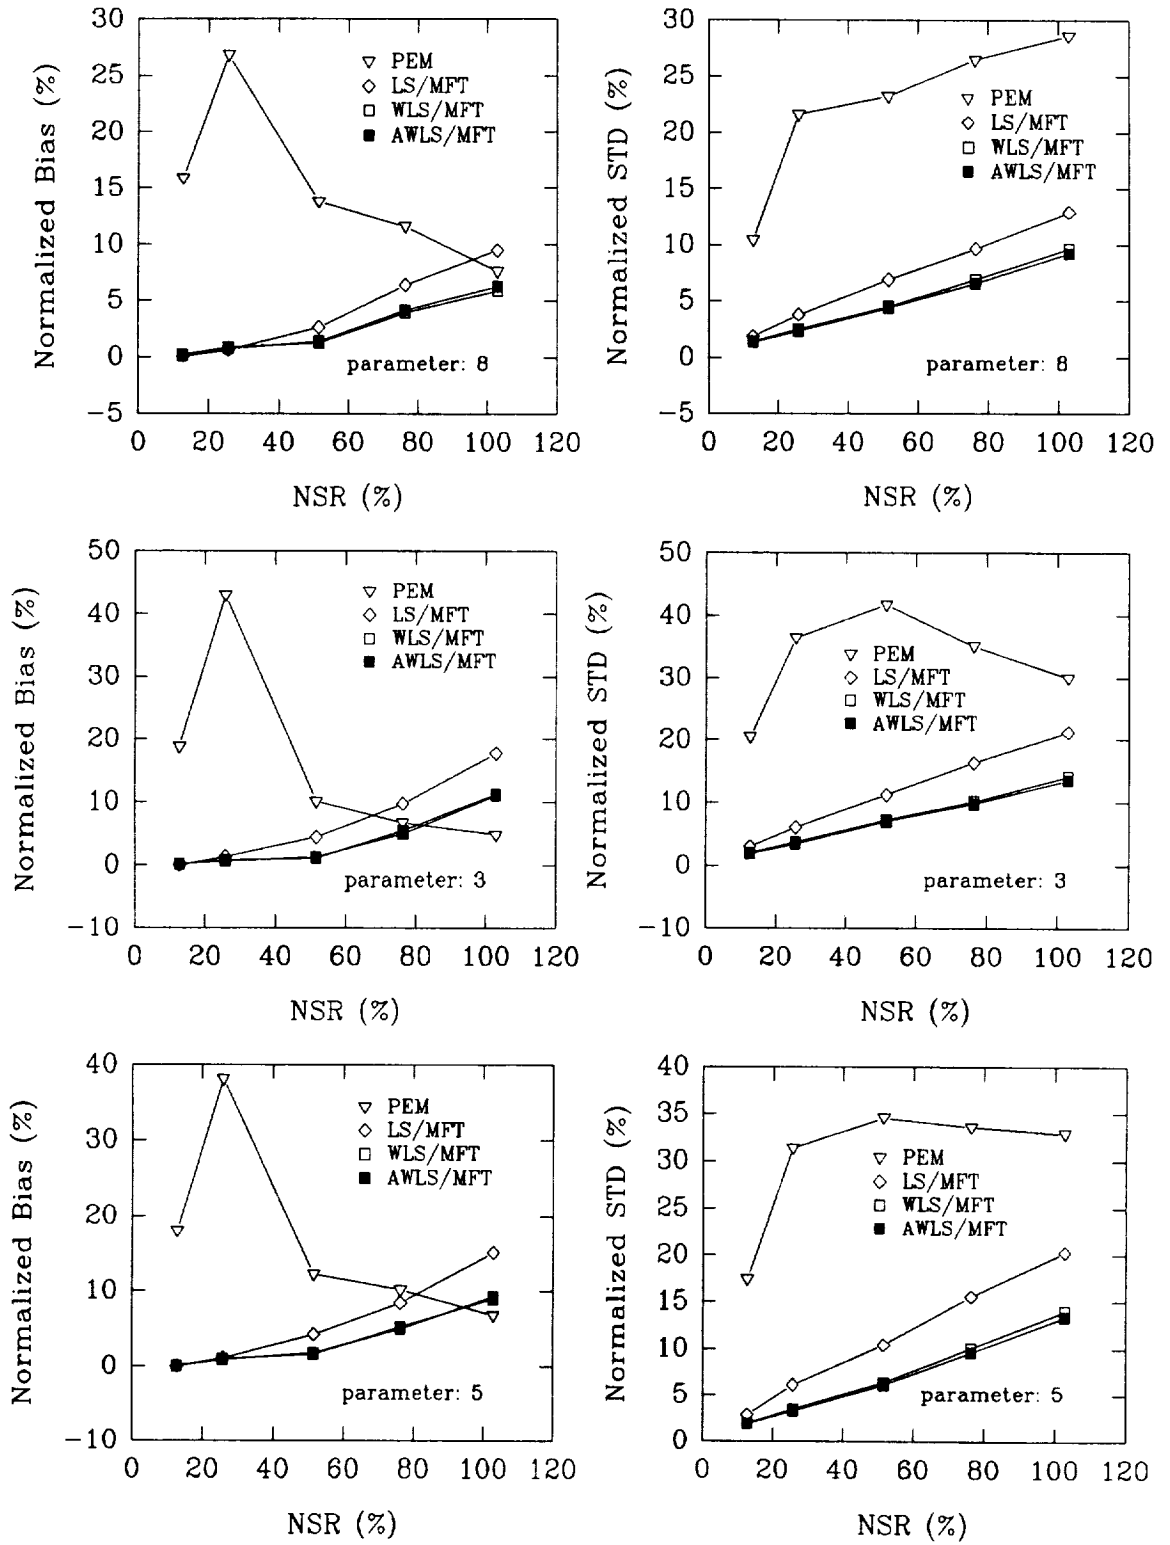 Normalized Bias (%)
30
25
20
15
10
5
0
−5
PEM
LS/MFT
WLS/MFT
AWLS/MFT
parameter: 8
0 20 40 60 80 100 120
NSR (%)
Normalized STD (%)
30
25
20
15
10
5
0
−5
PEM
LS/MFT
WLS/MFT
AWLS/MFT
parameter: 8
0 20 40 60 80 100 120
NSR (%)
Normalized Bias (%)
50
40
30
20
10
0
−10
PEM
LS/MFT
WLS/MFT
AWLS/MFT
parameter: 3
0 20 40 60 80 100 120
NSR (%)
Normalized STD (%)
50
40
30
20
10
0
−10
PEM
LS/MFT
WLS/MFT
AWLS/MFT
parameter: 3
0 20 40 60 80 100 120
NSR (%)
Normalized Bias (%)
40
30
20
10
0
−10
PEM
LS/MFT
WLS/MFT
AWLS/MFT
parameter: 5
0 20 40 60 80 100 120
NSR (%)
Normalized STD (%)
40
35
30
25
20
15
10
5
0
PEM
LS/MFT
WLS/MFT
AWLS/MFT
parameter: 5
0 20 40 60 80 100 120
NSR (%)